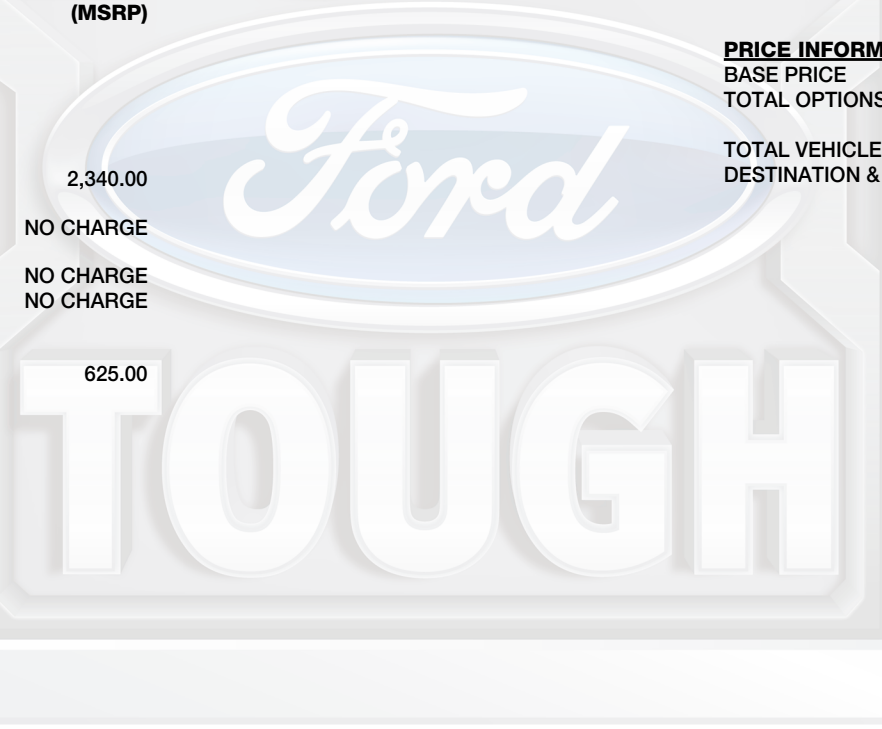 (MSRP)
2,340.00
NO CHARGE
NO CHARGE
NO CHARGE
625.00
PRICE INFORM
BASE PRICE
TOTAL OPTIONS
TOTAL VEHICLE
DESTINATION &
Ford
TOUGH